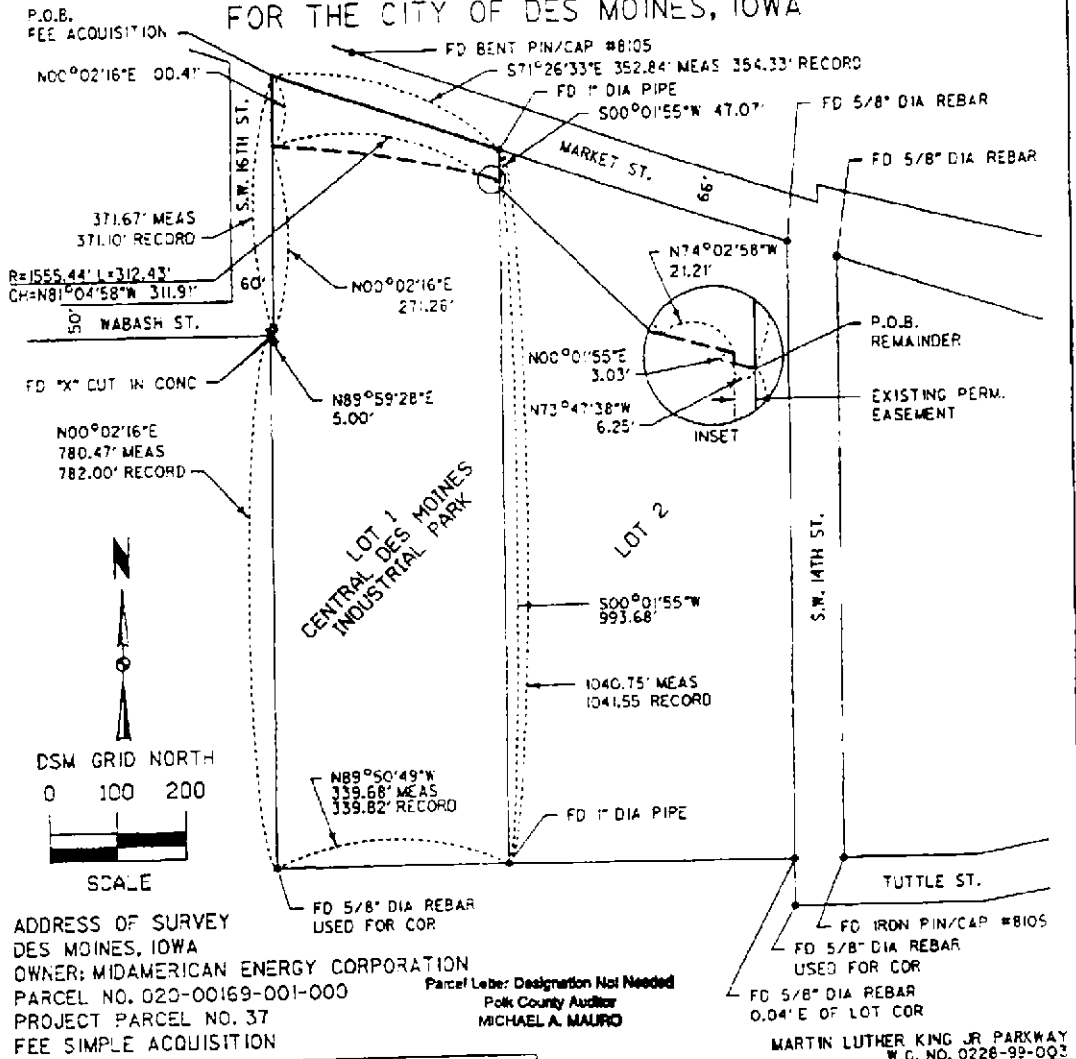 FOR THE CITY OF DES MOINES, IOWA
P.O.B.
FEE ACQUISITION
FD BENT PIN/CAP #8105
N00°02'16"E 00.41'
S71°26'33"E 352.84' MEAS 354.33' RECORD
FD 1" DIA PIPE
S00°01'55"W 47.07'
FD 5/8" DIA REBAR
S.W. 16TH ST.
MARKET ST.
66'
FD 5/8" DIA REBAR
371.67' MEAS
371.10' RECORD
R=1555.44' L=312.43'
CH=N81°04'58"W 311.91'
60'
50'
WABASH ST.
N00°02'16"E
271.26'
N74°02'58"W
21.21'
P.O.B.
REMAINDER
N00°01'55"E
3.03'
FD "X" CUT IN CONC
N89°59'28"E
5.00'
N73°47'38"W
6.25'
INSET
EXISTING PERM.
EASEMENT
N00°02'16"E
780.47' MEAS
782.00' RECORD
LOT 1
CENTRAL DES MOINES
INDUSTRIAL PARK
LOT 2
S.W. 14TH ST.
S00°01'55"W
993.68'
N
1040.75' MEAS
1041.55 RECORD
DSM GRID NORTH
0 100 200
SCALE
N89°50'49"W
339.68' MEAS
339.82' RECORD
FD 1" DIA PIPE
TUTTLE ST.
FD 5/8" DIA REBAR
USED FOR COR
FD IRON PIN/CAP #8105
FD 5/8" DIA REBAR
USED FOR COR
FD 5/8" DIA REBAR
0.04' E OF LOT COR
ADDRESS OF SURVEY
DES MOINES, IOWA
OWNER: MIDAMERICAN ENERGY CORPORATION
PARCEL NO. 020-00169-001-000
PROJECT PARCEL NO. 37
FEE SIMPLE ACQUISITION
Parcel Letter Designation Not Needed
Polk County Auditor
MICHAEL A. MAURO
MARTIN LUTHER KING JR PARKWAY
W.O. NO. 0228-99-003